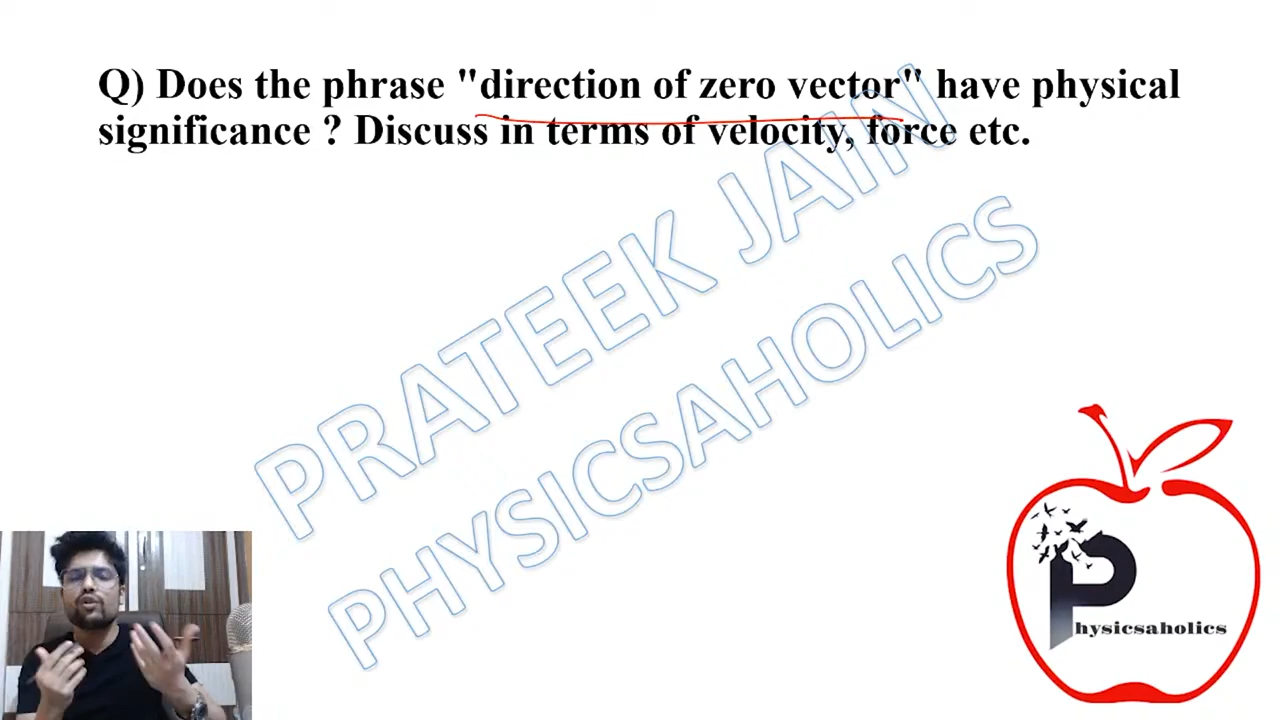 Q) Does the phrase "direction of zero vector" have physical
significance ? Discuss in terms of velocity, force etc.
PRATEEK JAIN
PHYSICSAHOLICS
Physicsaholics